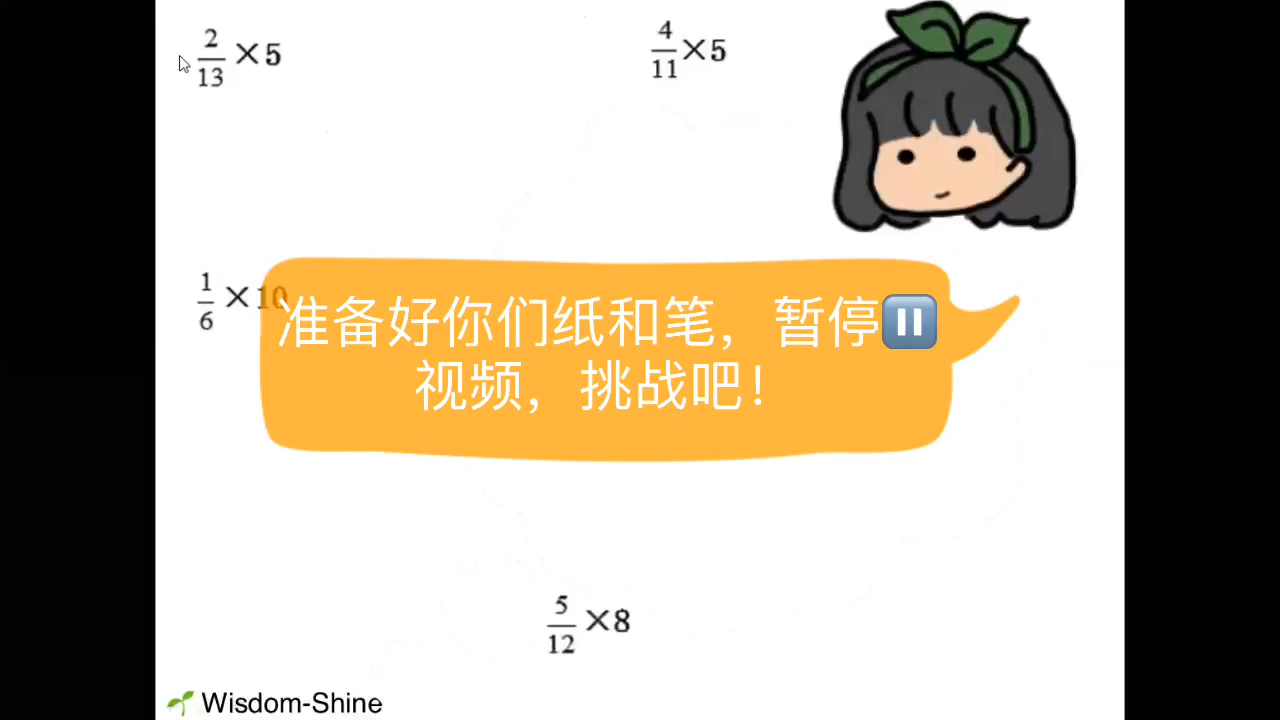 2/13 ×5
4/11 ×5
1/6 ×10
准备好你们纸和笔，暂停⏸️
视频，挑战吧！
5/12 ×8
🌱 Wisdom-Shine